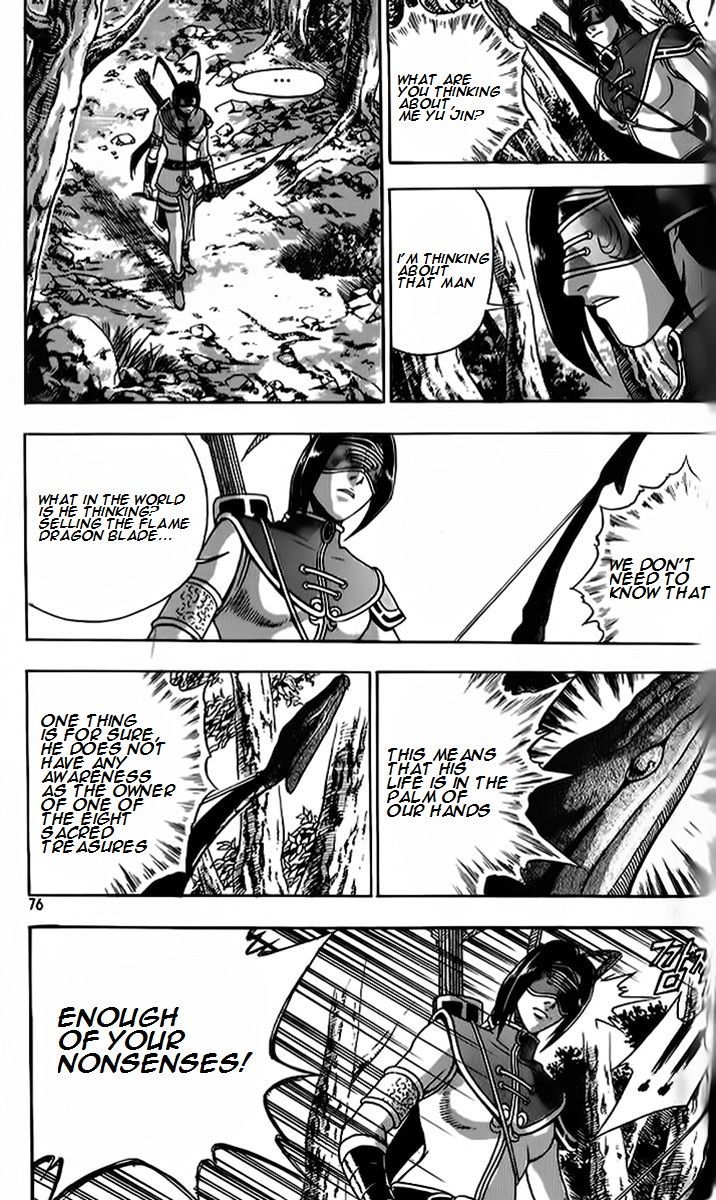 ...
WHAT ARE
YOU THINKING
ABOUT,
ME YU JIN?
I'M THINKING
ABOUT
THAT MAN
WHAT IN THE WORLD
IS HE THINKING?
SELLING THE FLAME
DRAGON BLADE...
WE DON'T
NEED TO
KNOW THAT
ONE THING
IS FOR SURE,
HE DOES NOT
HAVE ANY
AWARENESS
AS THE OWNER
OF ONE OF
THE EIGHT
SACRED
TREASURES
THIS MEANS
THAT HIS
LIFE IS IN THE
PALM OF
OUR HANDS
76
ENOUGH
OF YOUR
NONSENSES!